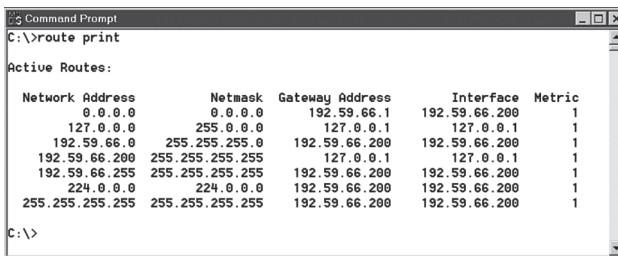 Command Prompt
C:\>route print
Active Routes:
Network Address Netmask Gateway Address Interface Metric
0.0.0.0 0.0.0.0 192.59.66.1 192.59.66.200 1
127.0.0.0 255.0.0.0 127.0.0.1 127.0.0.1 1
192.59.66.0 255.255.255.0 192.59.66.200 192.59.66.200 1
192.59.66.200 255.255.255.255 127.0.0.1 127.0.0.1 1
192.59.66.255 255.255.255.255 192.59.66.200 192.59.66.200 1
224.0.0.0 224.0.0.0 192.59.66.200 192.59.66.200 1
255.255.255.255 255.255.255.255 192.59.66.200 192.59.66.200 1
C:\>